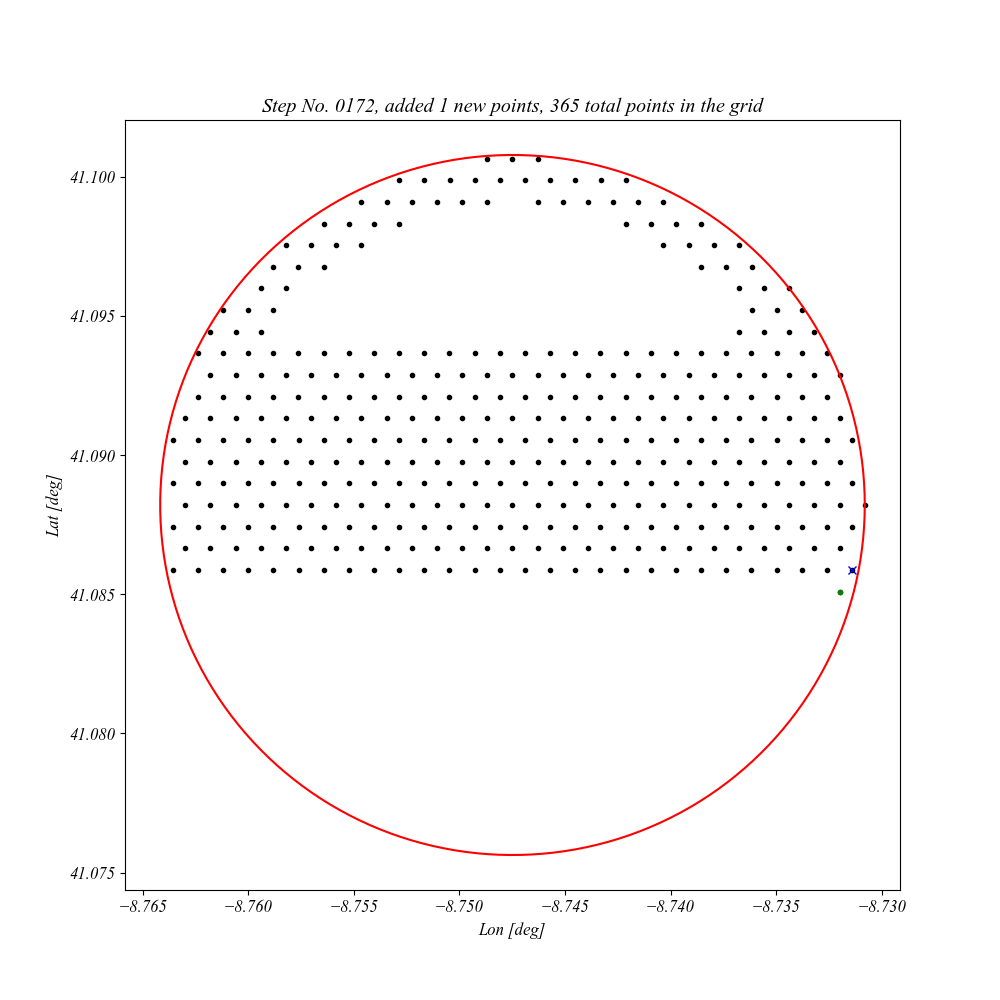 Step No. 0172, added 1 new points, 365 total points in the grid
41.100
41.095
41.090
41.085
41.080
41.075
Lat [deg]
−8.765 −8.760 −8.755 −8.750 −8.745 −8.740 −8.735 −8.730
Lon [deg]